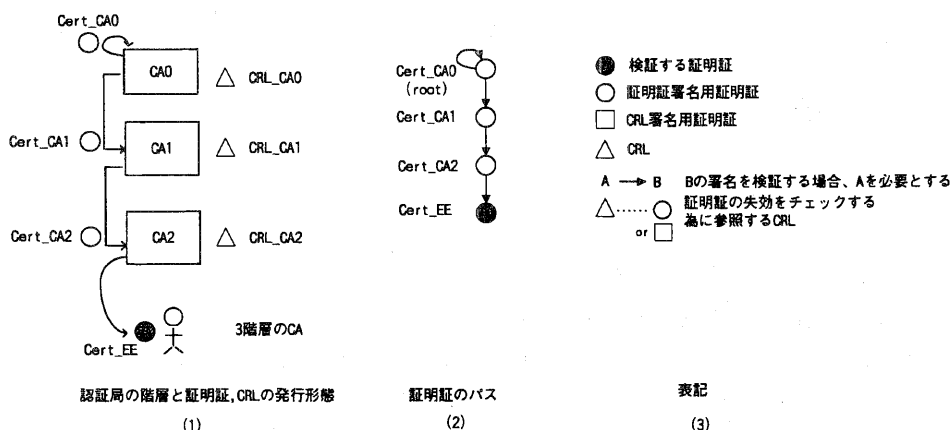 Cert_CA0
CA0
CRL_CA0
Cert_CA1
CA1
CRL_CA1
Cert_CA2
CA2
CRL_CA2
Cert_EE
3階層のCA
認証局の階層と証明証,CRLの発行形態
(1)
Cert_CA0
(root)
Cert_CA1
Cert_CA2
Cert_EE
証明証のパス
(2)
検証する証明証
証明証署名用証明証
CRL署名用証明証
CRL
A → B Bの署名を検証する場合、Aを必要とする
証明証の失効をチェックする
or 為に参照するCRL
表記
(3)